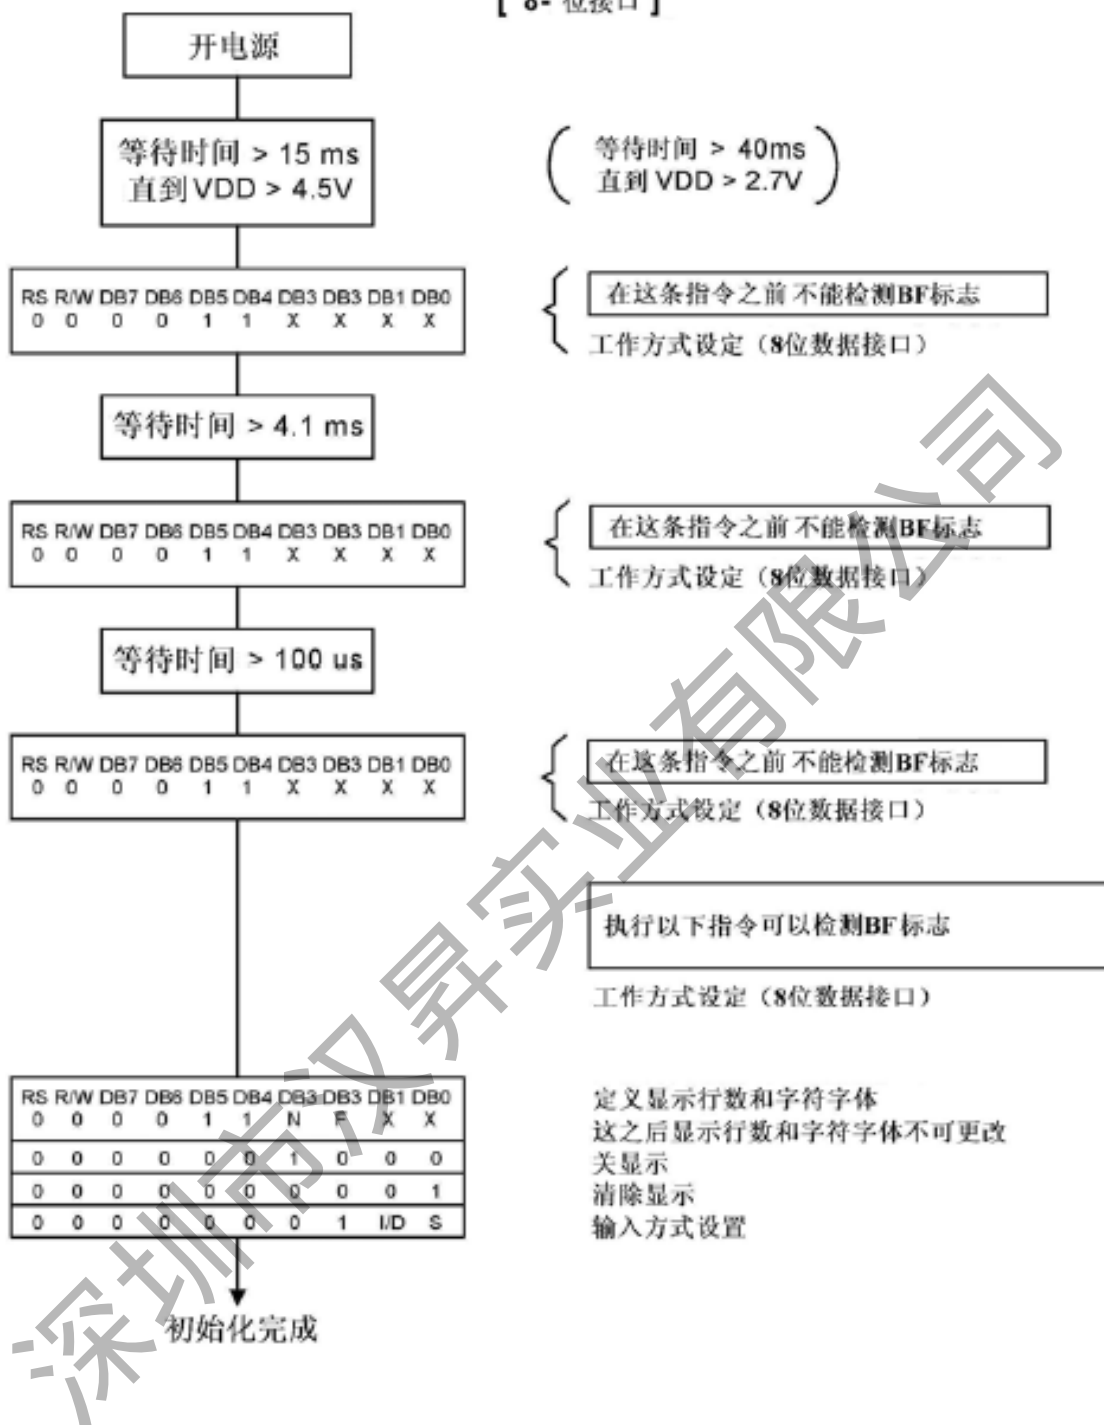 [ 8- 位接口 ]
开电源
等待时间 > 15 ms
直到 VDD > 4.5V
等待时间 > 40ms
直到 VDD > 2.7V
RS R/W DB7 DB6 DB5 DB4 DB3 DB3 DB1 DB0
0 0 0 0 1 1 X X X X
在这条指令之前 不能检测BF标志
工作方式设定（8位数据接口）
等待时间 > 4.1 ms
RS R/W DB7 DB6 DB5 DB4 DB3 DB3 DB1 DB0
0 0 0 0 1 1 X X X X
在这条指令之前 不能检测BF标志
工作方式设定（8位数据接口）
等待时间 > 100 us
RS R/W DB7 DB6 DB5 DB4 DB3 DB3 DB1 DB0
0 0 0 0 1 1 X X X X
在这条指令之前 不能检测BF标志
工作方式设定（8位数据接口）
执行以下指令可以检测BF标志
工作方式设定（8位数据接口）
RS R/W DB7 DB6 DB5 DB4 DB3 DB3 DB1 DB0
0 0 0 0 1 1 N F X X
0 0 0 0 0 0 1 0 0 0
0 0 0 0 0 0 0 0 0 1
0 0 0 0 0 0 0 1 I/D S
定义显示行数和字符字体
这之后显示行数和字符字体不可更改
关显示
清除显示
输入方式设置
初始化完成
深圳市汉昇实业有限公司